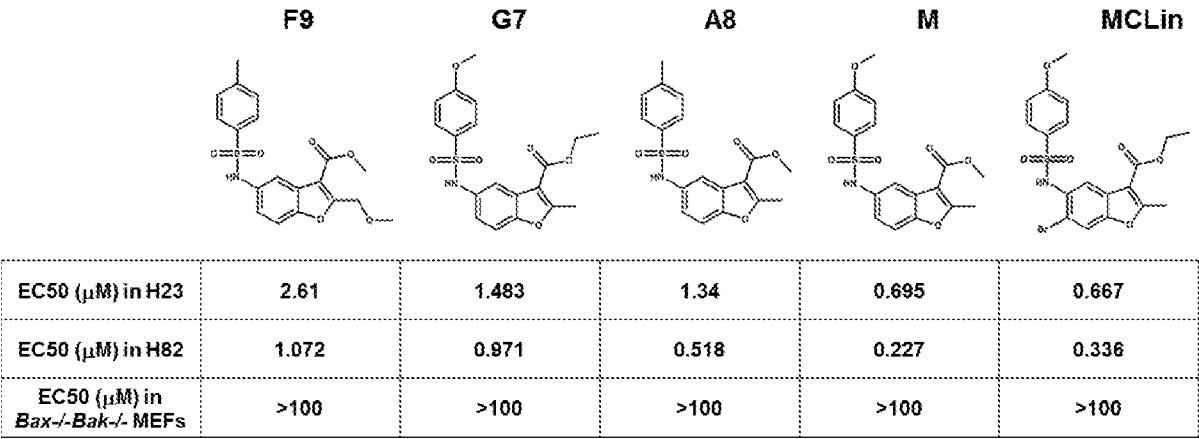 F9 G7 A8 M MCLin
EC50 (μM) in H23 2.61 1.483 1.34 0.695 0.667
EC50 (μM) in H82 1.072 0.971 0.518 0.227 0.336
EC50 (μM) in
Bax-/-Bak-/- MEFs >100 >100 >100 >100 >100